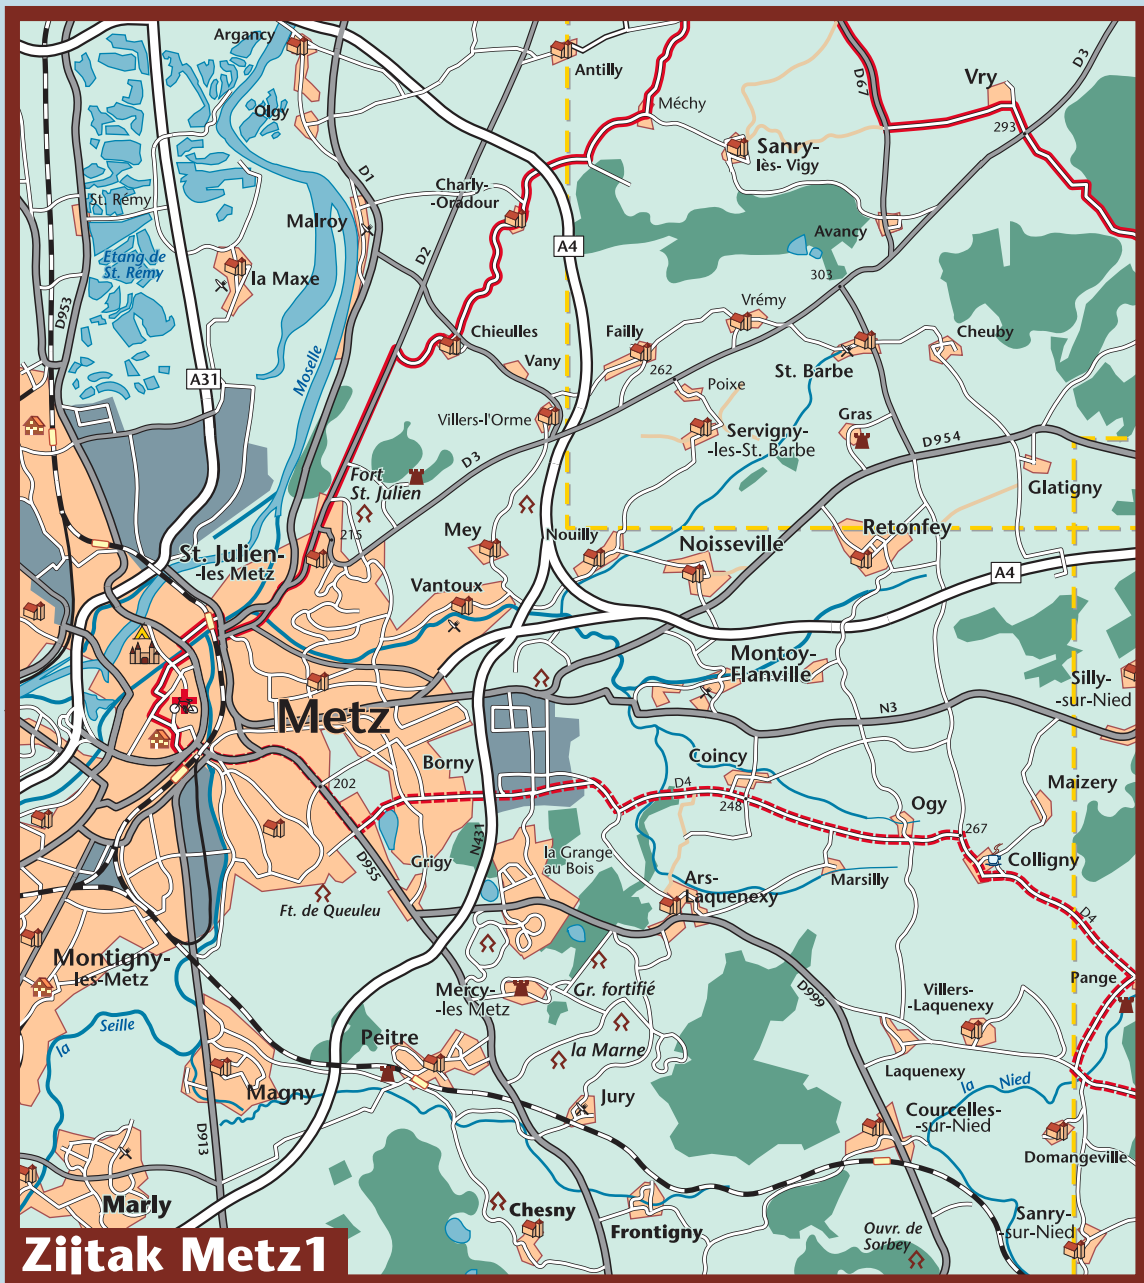 Argancy
Antilly
D67
D3
Vry
Méchy
Olgy
293
Sanry-
lès- Vigy
D1
Charly-
-Oradour
St. Rémy
Malroy
Avancy
A4
D2
Etang de
St. Rémy
la Maxe
303
D953
Vrémy
Chieulles
Failly
Cheuby
Vany
St. Barbe
A31
Moselle
262
Poixe
Villers-l'Orme
Gras
Servigny-
-les-St. Barbe
D954
D3
Fort
St. Julien
Glatigny
215
Mey
Nouilly
Retonfey
St. Julien-
-les Metz
Noisseville
A4
Vantoux
Montoy-
Flanville
Silly-
-sur-Nied
Metz
N3
Borny
Coincy
D4
202
248
Ogy
Maizery
N431
267
D955
Grigy
la Grange
au Bois
Colligny
Marsilly
Ars-
Laquenexy
Ft. de Queuleu
D4
Montigny-
-les-Metz
Pange
Mercy-
-les Metz
Gr. fortifié
D999
Villers-
-Laquenexy
Seille
la
Peitre
la Marne
Laquenexy
la Nied
Magny
Jury
Courcelles-
-sur-Nied
D913
Domangeville
Marly
Chesny
Frontigny
Ouvr. de
Sorbey
Sanry-
-sur-Nied
Zijtak Metz1